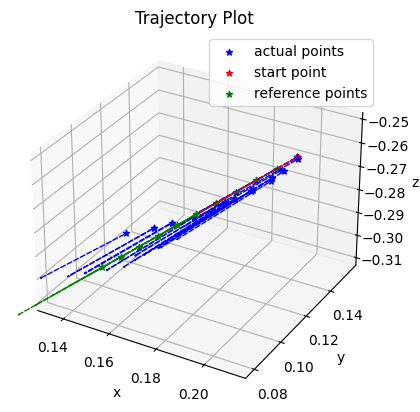 Trajectory Plot
actual points
start point
reference points
−0.25
−0.26
−0.27
−0.28
−0.29
−0.30
−0.31
z
0.14
0.16
0.18
0.20
x
0.08
0.10
0.12
0.14
y